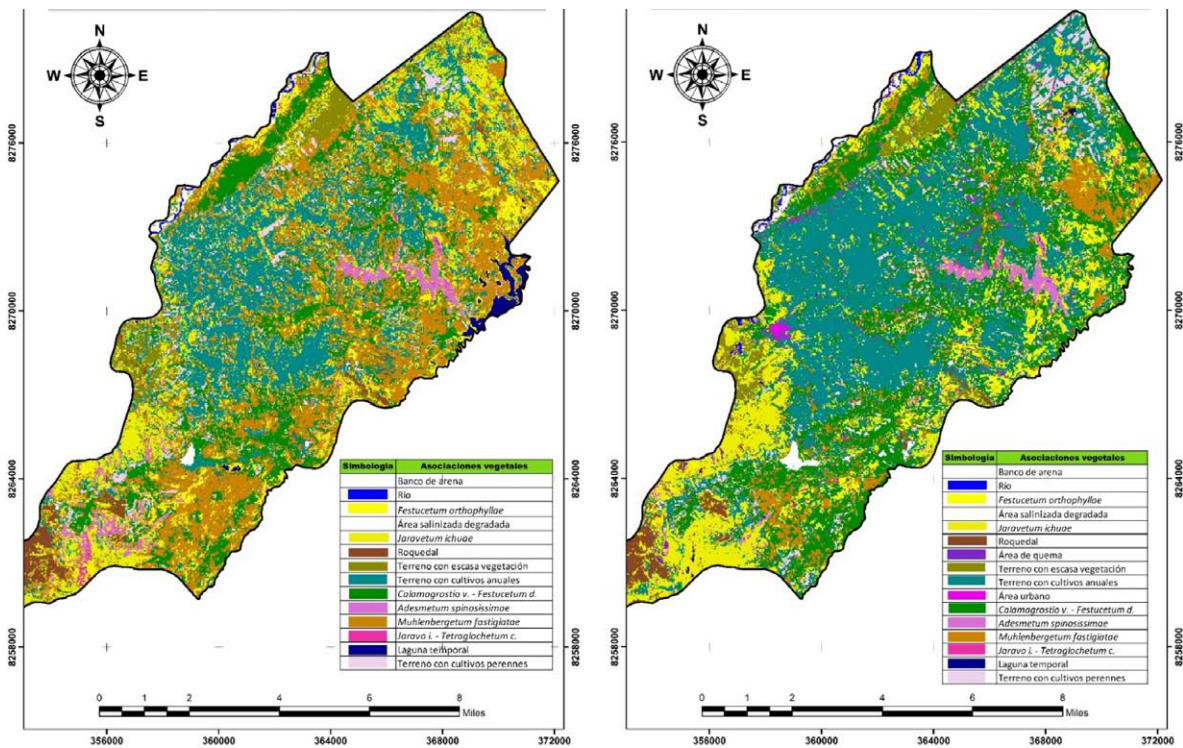 N
W E
S
8276000
8270000
8264000
8258000
Simbología Asociaciones vegetales
Banco de arena
Río
Festucetum orthophyllae
Área salinizada degradada
Jaravetum ichuae
Roquedal
Terreno con escasa vegetación
Terreno con cultivos anuales
Calamagrostio v. - Festucetum d.
Adesmetum spinosissimae
Muhlenbergetum fastigiatae
Jaravo i. - Tetraglochetum c.
Laguna temporal
Terreno con cultivos perennes
0 1 2 4 6 8
Miles
356000 360000 364000 368000 372000
N
W E
S
8276000 8276000
8270000 8270000
8264000 8264000
8258000 8258000
Simbología Asociaciones vegetales
Banco de arena
Río
Festucetum orthophyllae
Área salinizada degradada
Jaravetum ichuae
Roquedal
Área de quema
Terreno con escasa vegetación
Terreno con cultivos anuales
Área urbano
Calamagrostio v. - Festucetum d.
Adesmetum spinosissimae
Muhlenbergetum fastigiatae
Jaravo i. - Tetraglochetum c.
Laguna temporal
Terreno con cultivos perennes
0 1 2 4 6 8
Miles
356000 360000 364000 368000 372000